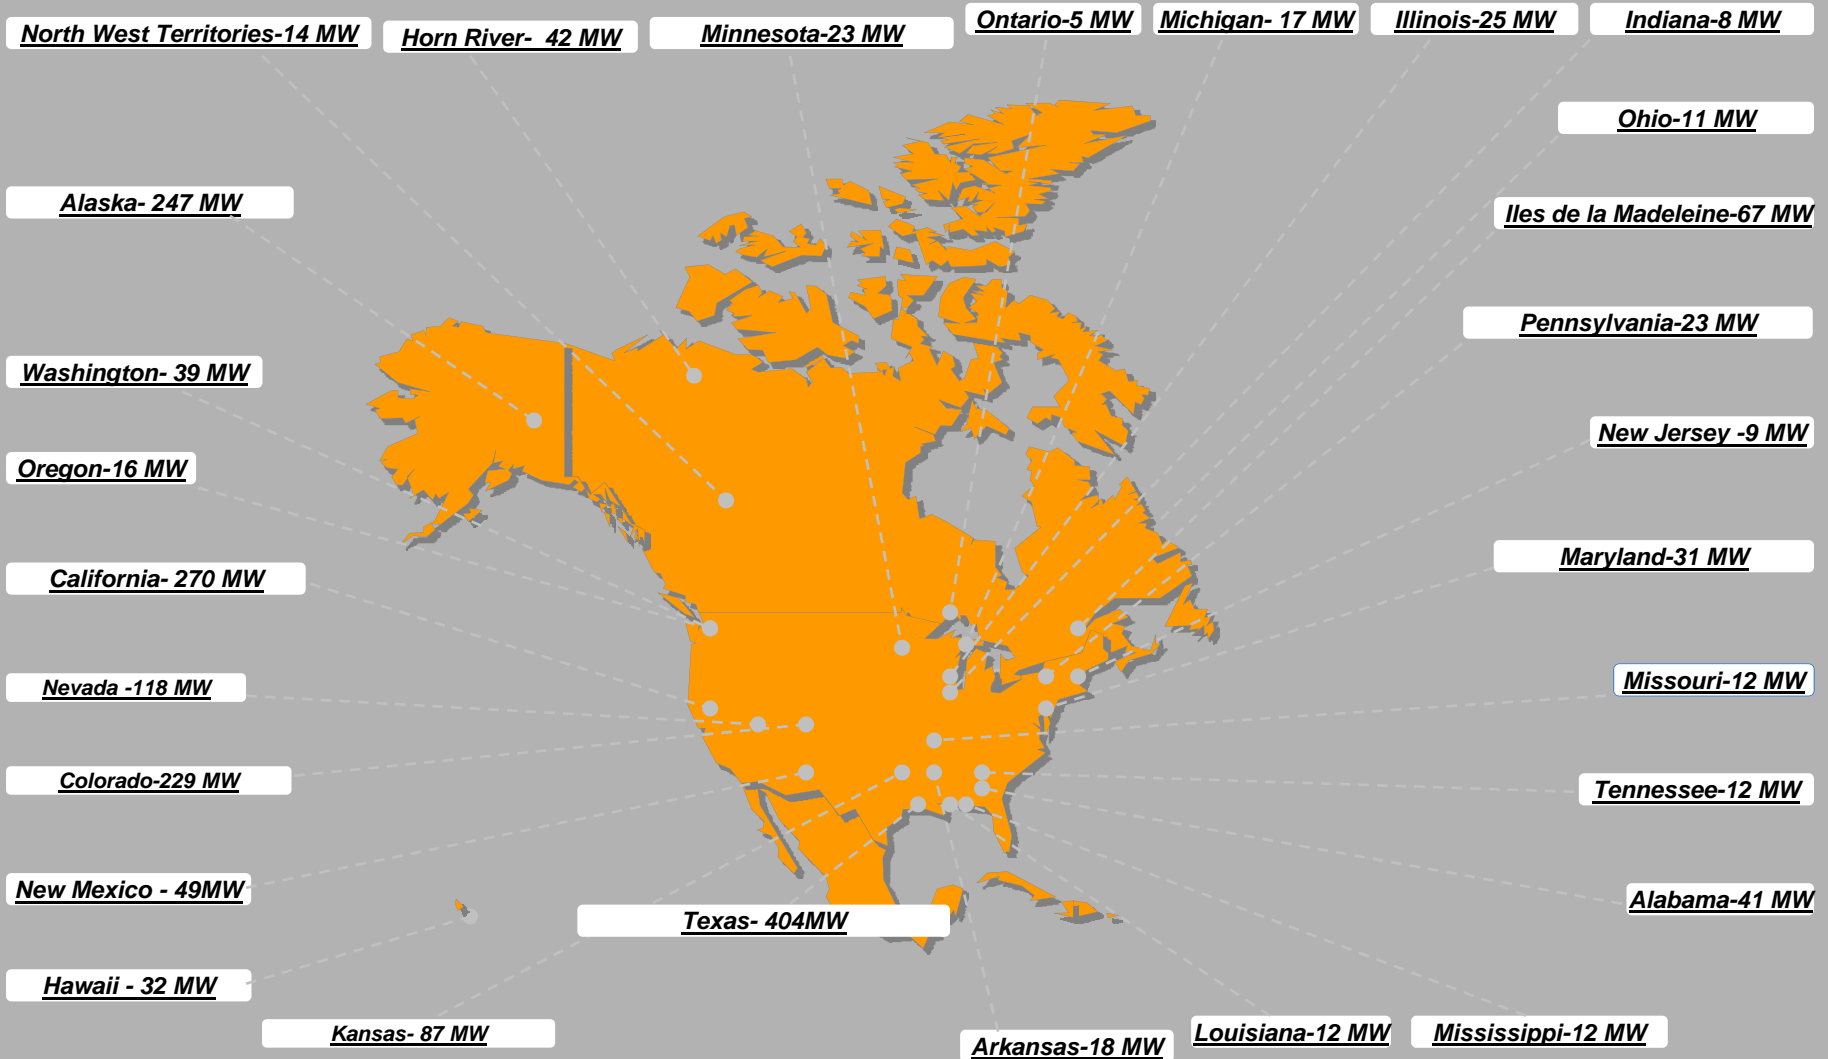 North West Territories-14 MW
Horn River-  42 MW
Minnesota-23 MW
Ontario-5 MW
Michigan- 17 MW
Illinois-25 MW
Indiana-8 MW
Ohio-11 MW
Alaska- 247 MW
Iles de la Madeleine-67 MW
Pennsylvania-23 MW
Washington- 39 MW
New Jersey -9 MW
Oregon-16 MW
Maryland-31 MW
California- 270 MW
Missouri-12 MW
Nevada -118 MW
Colorado-229 MW
Tennessee-12 MW
New Mexico - 49MW
Alabama-41 MW
Texas- 404MW
Hawaii - 32 MW
Kansas- 87 MW
Arkansas-18 MW
Louisiana-12 MW
Mississippi-12 MW